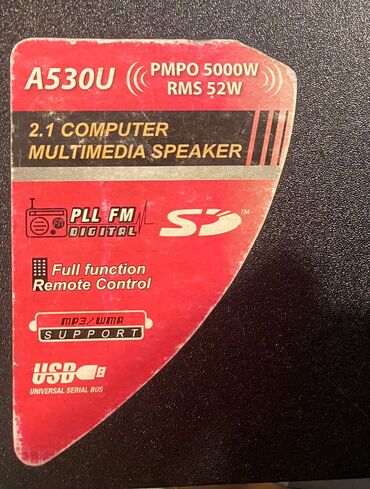 A530U
PMPO 5000W
RMS 52W
2.1 COMPUTER
MULTIMEDIA SPEAKER
PLL FM
DIGITAL
SD™
Full function
Remote Control
MP3/WMA
SUPPORT
USB
UNIVERSAL SERIAL BUS